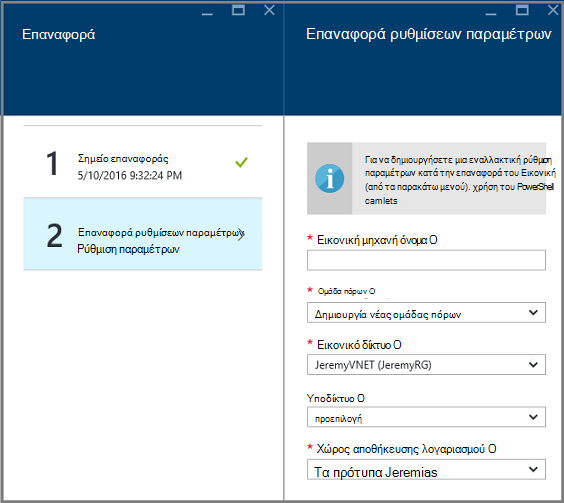 Επαναφορά
1
Σημείο επαναφοράς
5/10/2016 9:32:24 PM
2
Επαναφορά ρυθμίσεων παραμέτρων
Ρύθμιση παραμέτρων
Επαναφορά ρυθμίσεων παραμέτρων
Για να δημιουργήσετε μια εναλλακτική ρύθμιση
παραμέτρων κατά την επαναφορά του Εικονική
(από τα παρακάτω μενού). χρήση του PowerShell
camlets
* Εικονική μηχανή όνομα Ο
* Ομάδα πόρων Ο
Δημιουργία νέας ομάδας πόρων
* Εικονικό δίκτυο Ο
JeremyVNET (JeremyRG)
Υποδίκτυο Ο
προεπιλογή
* Χώρος αποθήκευσης λογαριασμού Ο
Τα πρότυπα Jeremias